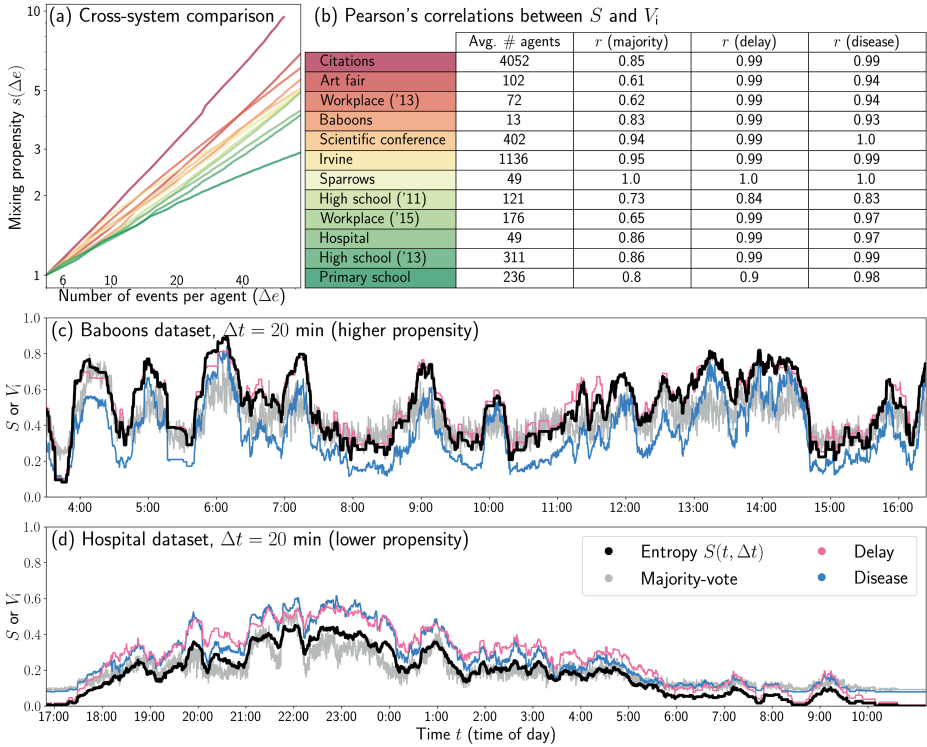 (a) Cross-system comparison
10
5
3
2
1
Mixing propensity s(Δe)
6 10 20 40
Number of events per agent (Δe)
(b) Pearson's correlations between S and Vᵢ
Avg. # agents r (majority) r (delay) r (disease)
Citations 4052 0.85 0.99 0.99
Art fair 102 0.61 0.99 0.94
Workplace ('13) 72 0.62 0.99 0.94
Baboons 13 0.83 0.99 0.93
Scientific conference 402 0.94 0.99 1.0
Irvine 1136 0.95 0.99 0.99
Sparrows 49 1.0 1.0 1.0
High school ('11) 121 0.73 0.84 0.83
Workplace ('15) 176 0.65 0.99 0.97
Hospital 49 0.86 0.99 0.97
High school ('13) 311 0.86 0.99 0.99
Primary school 236 0.8 0.9 0.98
(c) Baboons dataset, Δt = 20 min (higher propensity)
1.0
0.8
0.6
0.4
0.2
0.0
S or Vᵢ
4:00 5:00 6:00 7:00 8:00 9:00 10:00 11:00 12:00 13:00 14:00 15:00 16:00
(d) Hospital dataset, Δt = 20 min (lower propensity)
1.0
0.8
0.6
0.4
0.2
0.0
S or Vᵢ
Entropy S(t, Δt) Delay
Majority-vote Disease
17:00 18:00 19:00 20:00 21:00 22:00 23:00 0:00 1:00 2:00 3:00 4:00 5:00 6:00 7:00 8:00 9:00 10:00
Time t (time of day)